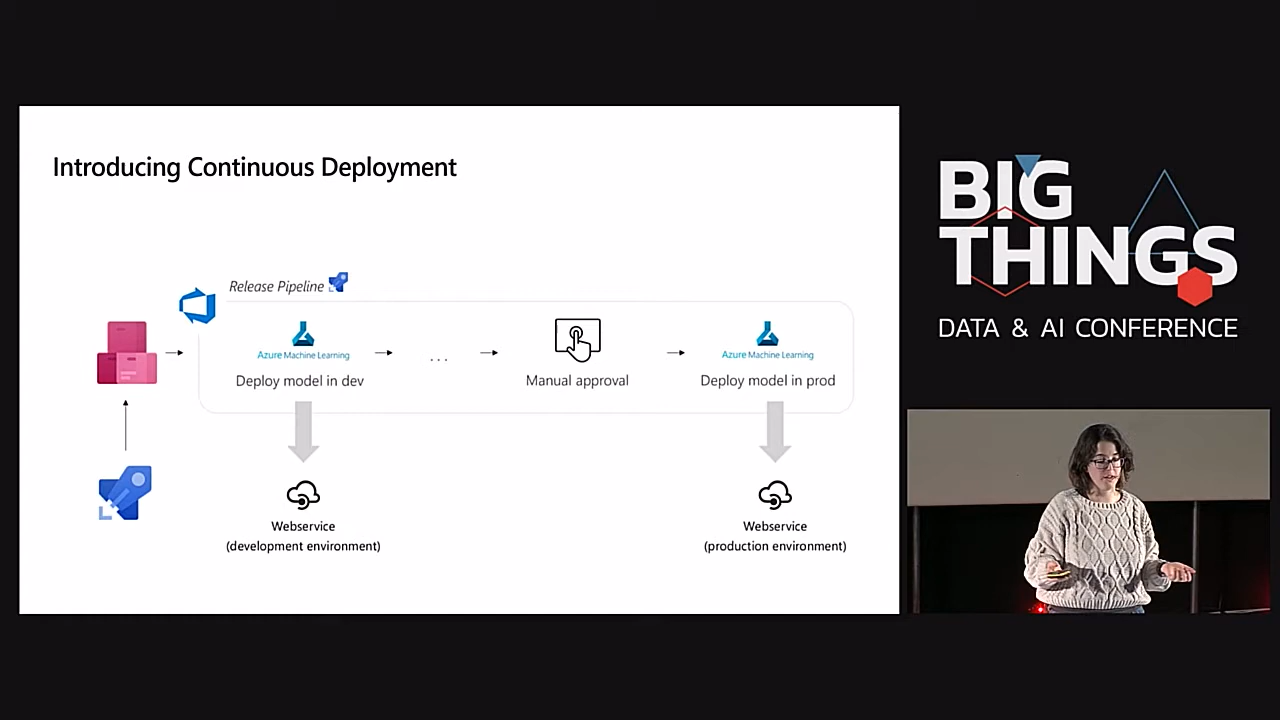 Introducing Continuous Deployment
Release Pipeline
Azure Machine Learning
Deploy model in dev
...
Manual approval
Azure Machine Learning
Deploy model in prod
Webservice
(development environment)
Webservice
(production environment)
BIG
THINGS
DATA & AI CONFERENCE